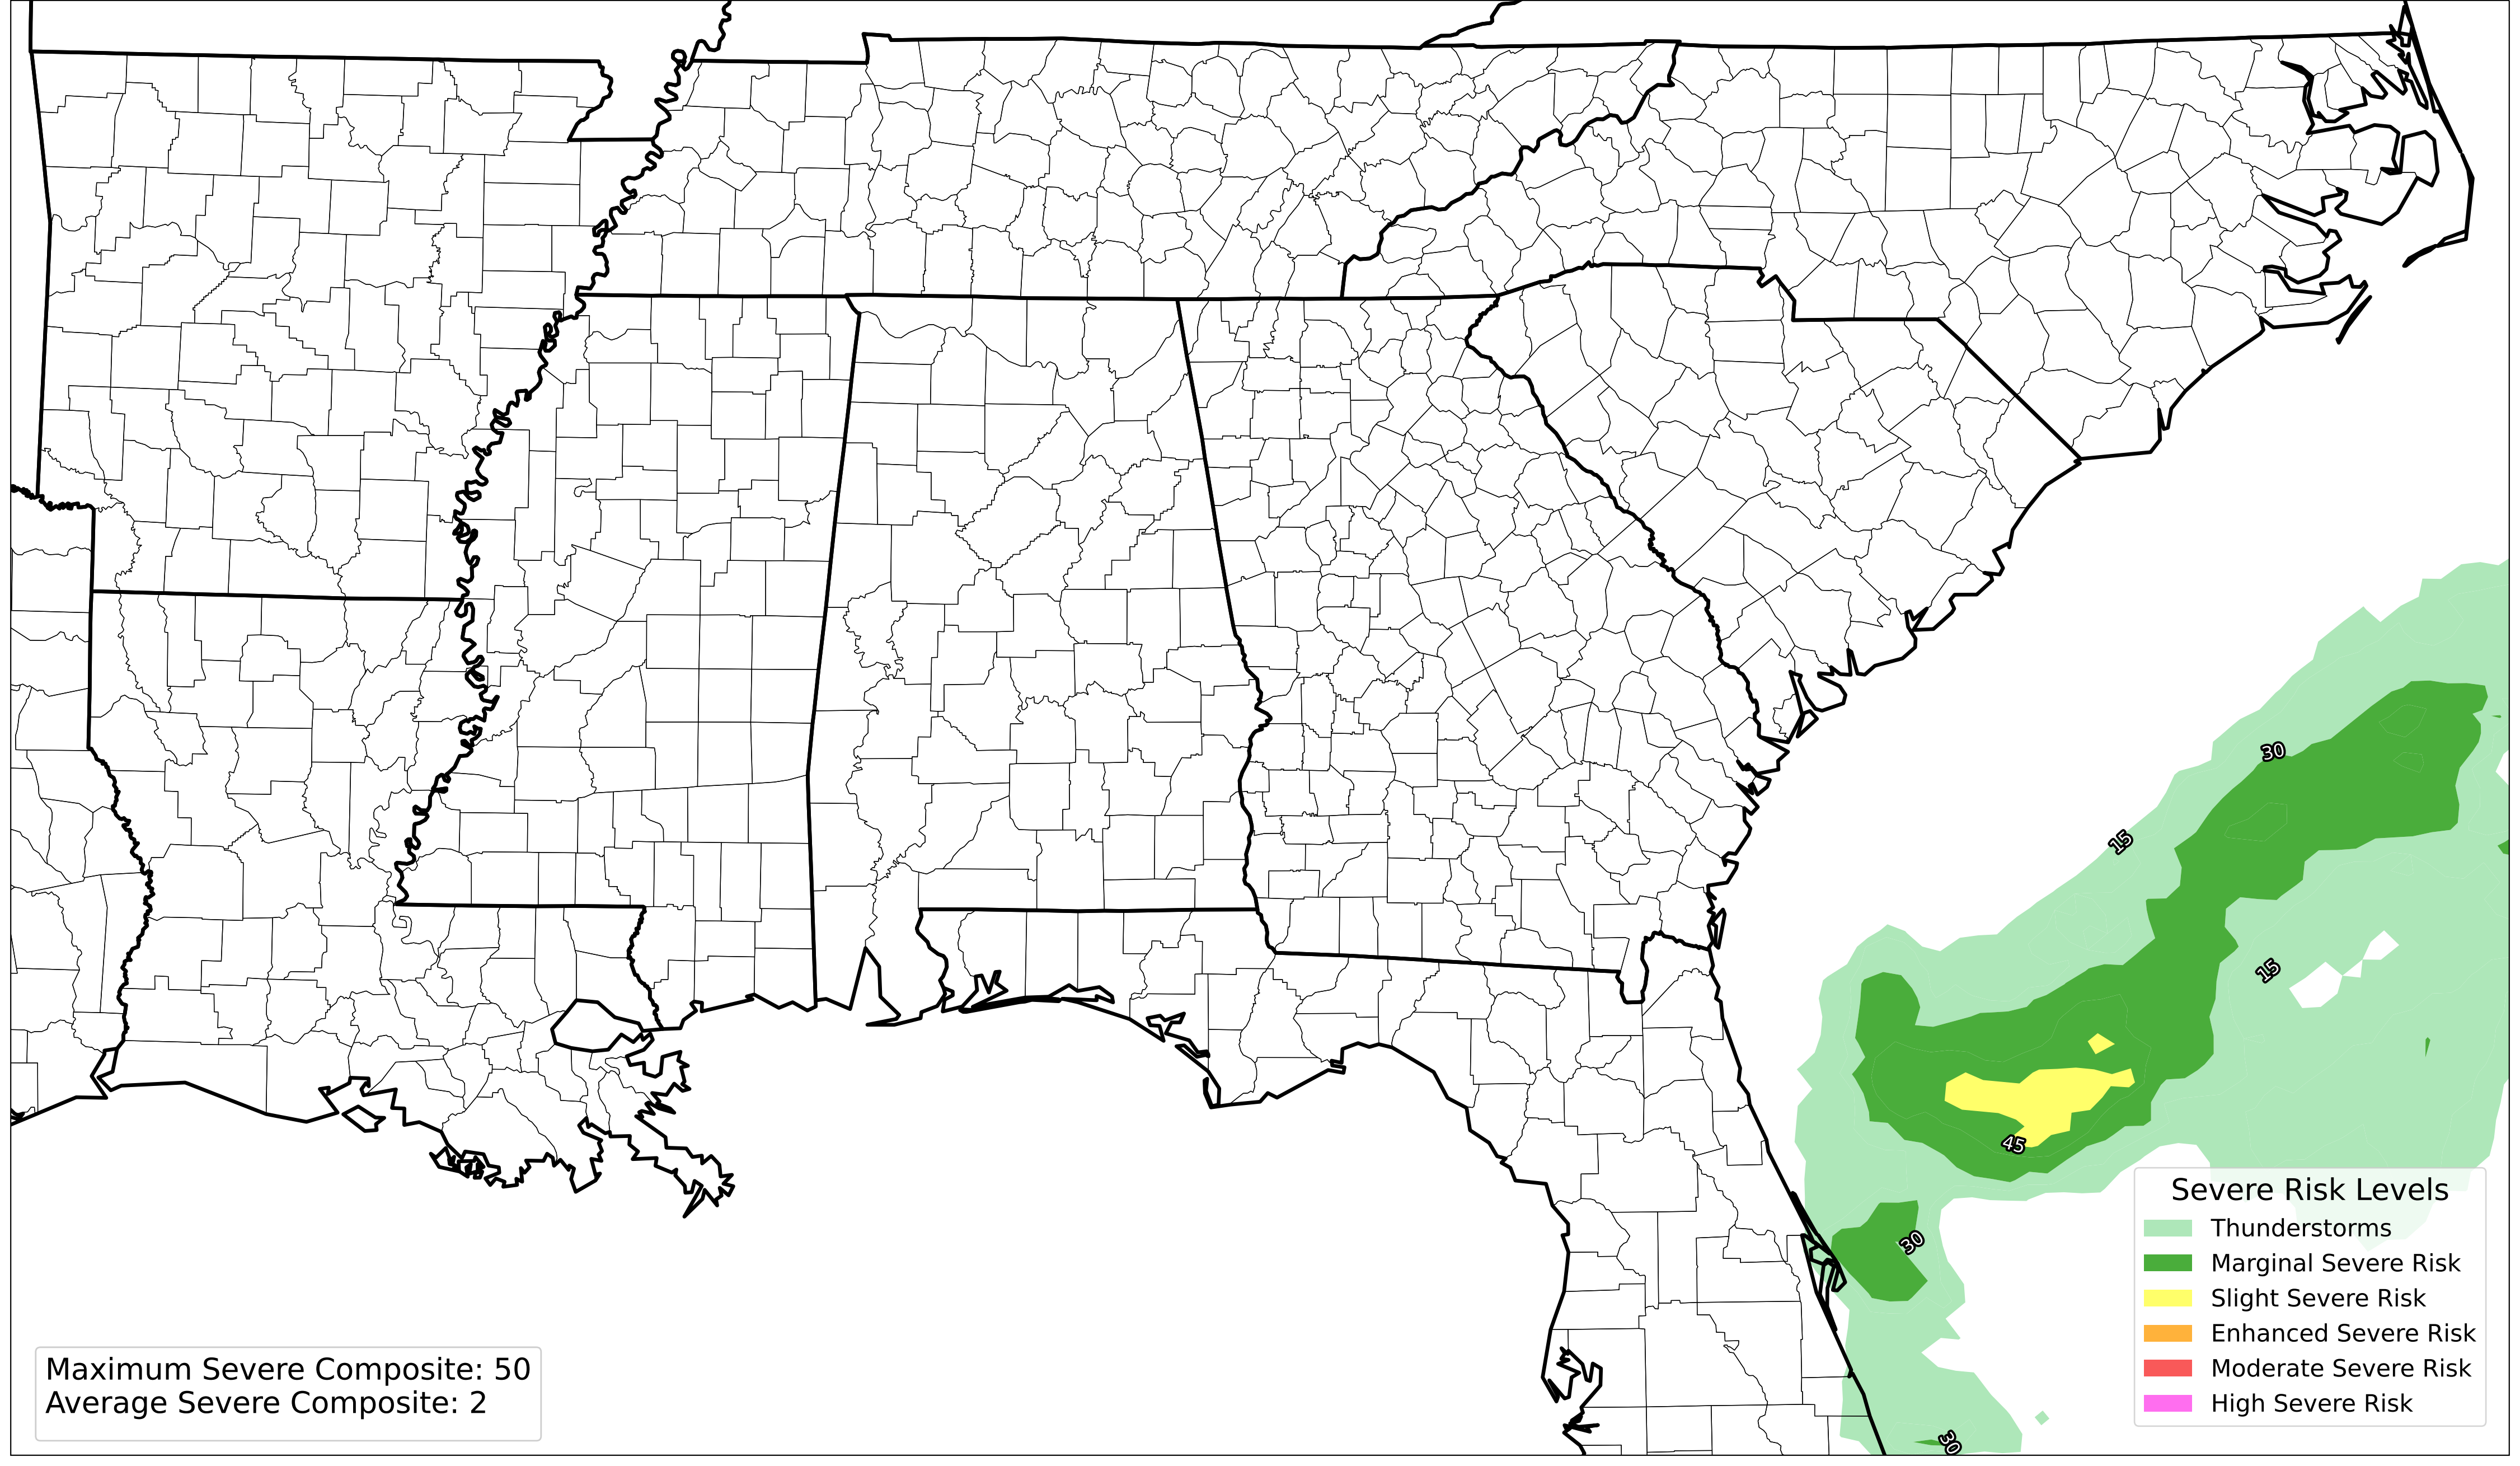 30
15
15
45
30
30
Severe Risk Levels
Thunderstorms
Marginal Severe Risk
Slight Severe Risk
Enhanced Severe Risk
Moderate Severe Risk
High Severe Risk
Maximum Severe Composite: 50
Average Severe Composite: 2